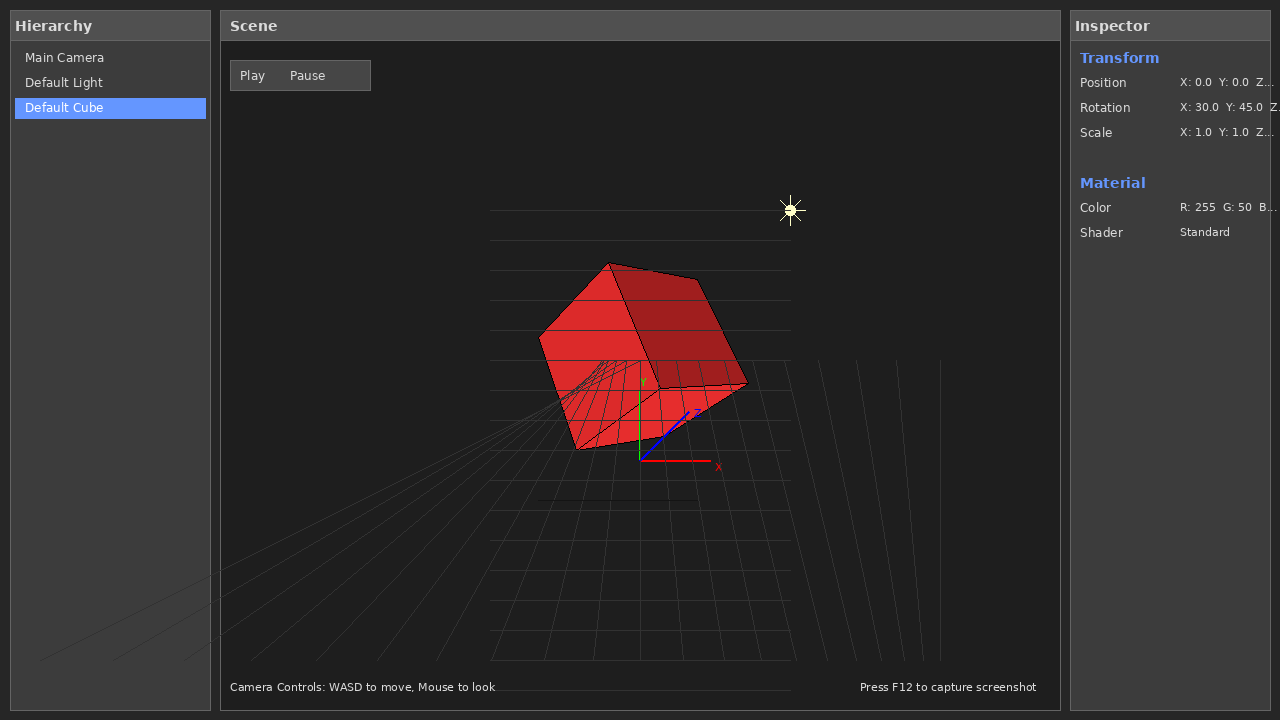 Hierarchy
Main Camera
Default Light
Default Cube
Scene
Play Pause
Y
Z
X
Camera Controls: WASD to move, Mouse to look
Press F12 to capture screenshot
Inspector
Transform
Position X: 0.0 Y: 0.0 Z...
Rotation X: 30.0 Y: 45.0 Z
Scale X: 1.0 Y: 1.0 Z...
Material
Color R: 255 G: 50 B...
Shader Standard